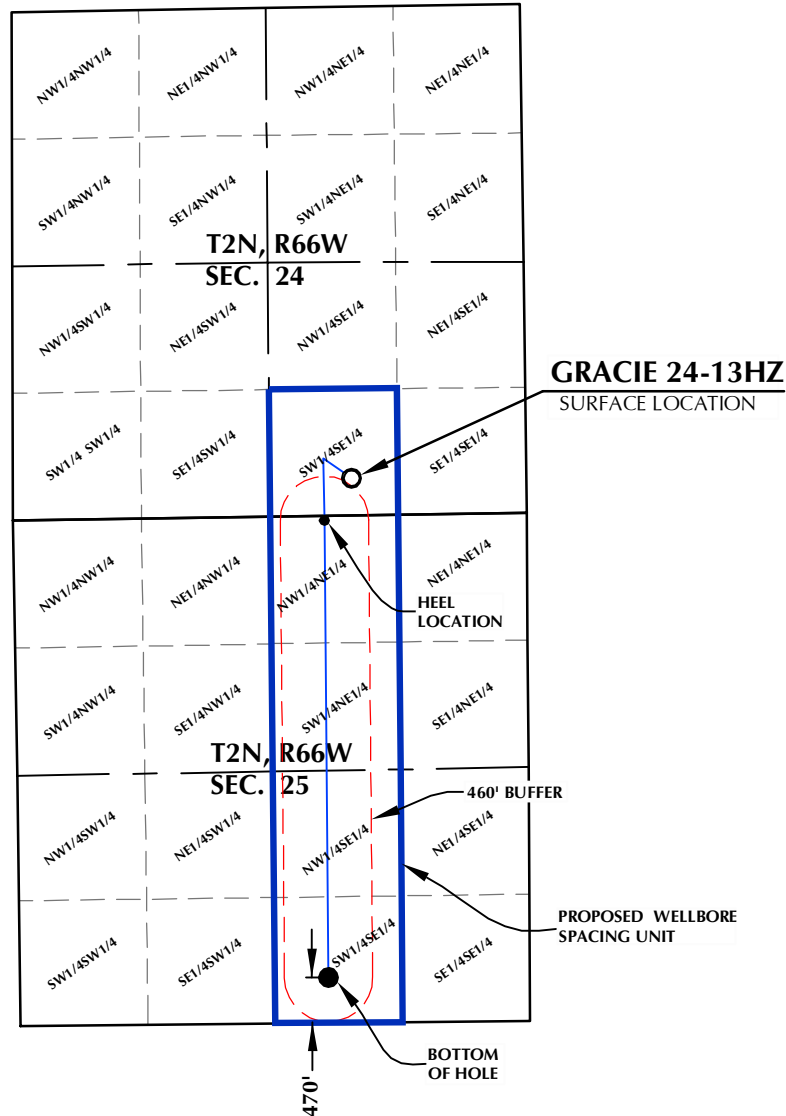 NW1/4NW1/4
NE1/4NW1/4
NW1/4NE1/4
NE1/4NE1/4
SW1/4NW1/4
SE1/4NW1/4
SW1/4NE1/4
SE1/4NE1/4
T2N, R66W
SEC. 24
NW1/4SW1/4
NE1/4SW1/4
NW1/4SE1/4
NE1/4SE1/4
GRACIE 24-13HZ
SURFACE LOCATION
SW1/4 SW1/4
SE1/4SW1/4
SW1/4SE1/4
SE1/4SE1/4
NW1/4NW1/4
NE1/4NW1/4
NW1/4NE1/4
NE1/4NE1/4
HEEL
LOCATION
SW1/4NW1/4
SE1/4NW1/4
SW1/4NE1/4
SE1/4NE1/4
T2N, R66W
SEC. 25
460' BUFFER
NW1/4SW1/4
NE1/4SW1/4
NW1/4SE1/4
NE1/4SE1/4
PROPOSED WELLBORE
SPACING UNIT
SW1/4SW1/4
SE1/4SW1/4
SW1/4SE1/4
SE1/4SE1/4
BOTTOM
OF HOLE
470'